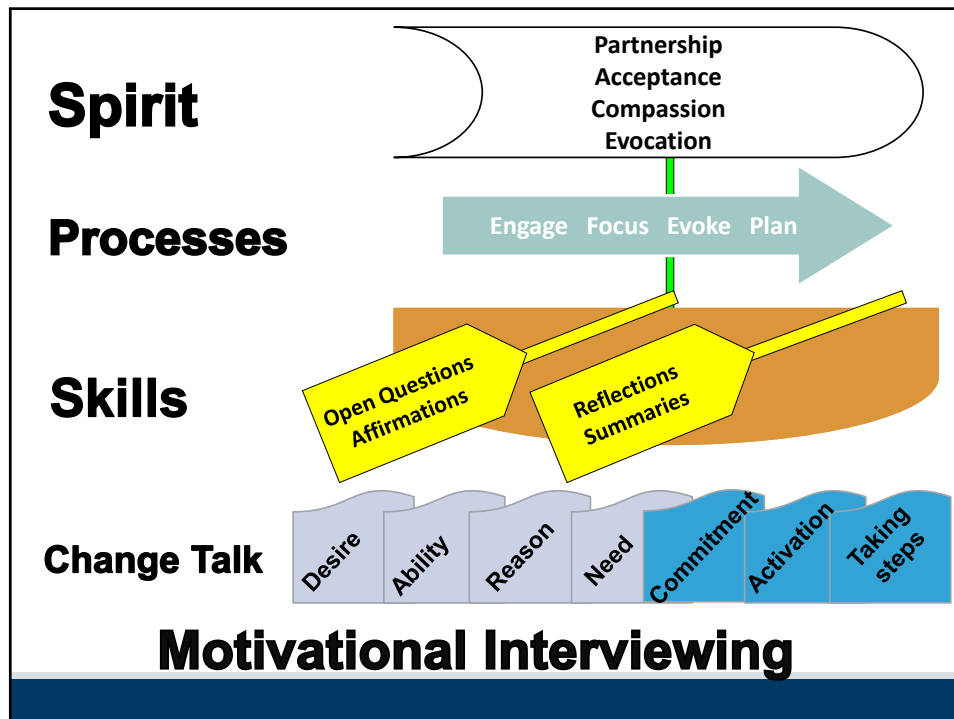 Spirit
Partnership
Acceptance
Compassion
Evocation
Processes
Engage Focus Evoke Plan
Skills
Open Questions
Affirmations
Reflections
Summaries
Change Talk
Desire
Ability
Reason
Need
Commitment
Activation
Taking
steps
Motivational Interviewing